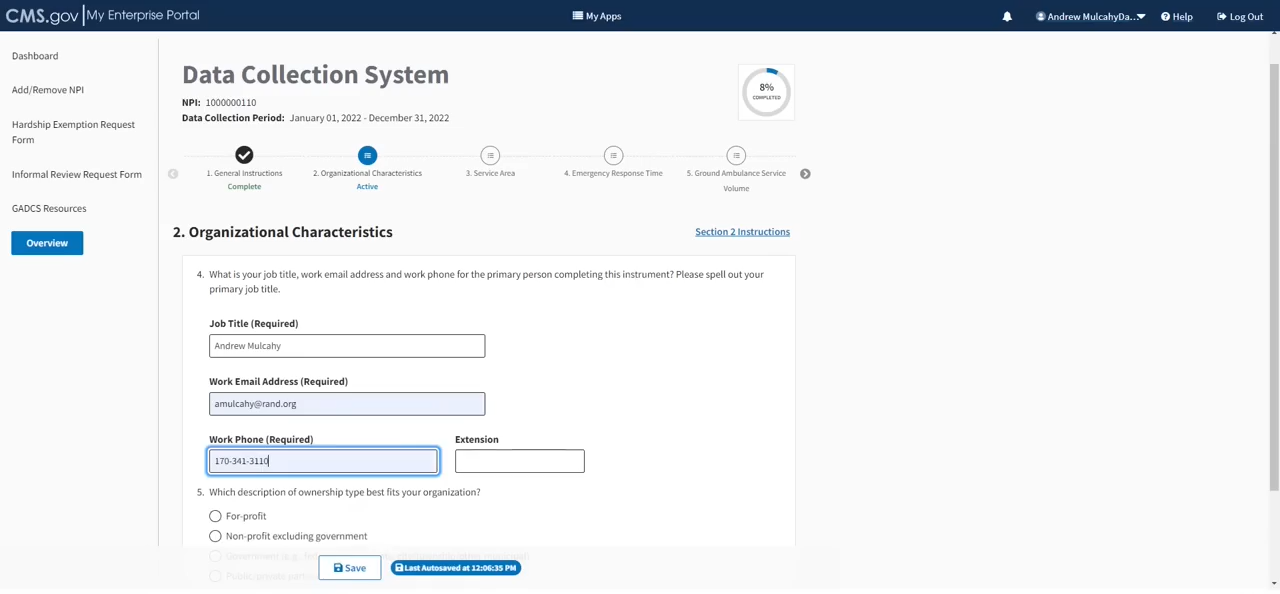 CMS.gov My Enterprise Portal
My Apps
Andrew MulcahyDa...
Help
Log Out
Dashboard
Add/Remove NPI
Hardship Exemption Request
Form
Informal Review Request Form
GADCS Resources
Overview
Data Collection System
NPI: 1000000110
Data Collection Period: January 01, 2022 - December 31, 2022
8%
COMPLETED
1. General Instructions
Complete
2. Organizational Characteristics
Active
3. Service Area
4. Emergency Response Time
5. Ground Ambulance Service
Volume
2. Organizational Characteristics
Section 2 Instructions
4. What is your job title, work email address and work phone for the primary person completing this instrument? Please spell out your
primary job title.
Job Title (Required)
Andrew Mulcahy
Work Email Address (Required)
amulcahy@rand.org
Work Phone (Required)
Extension
170-341-3110
5. Which description of ownership type best fits your organization?
For-profit
Non-profit excluding government
Government (e.g.,
Save
Last Autosaved at 12:06:35 PM